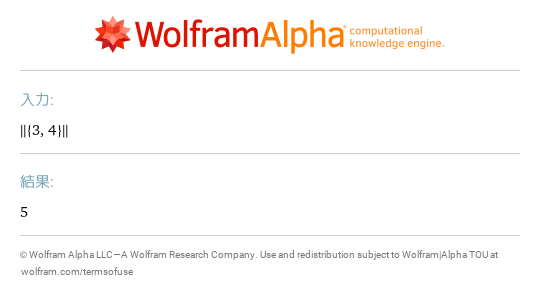 WolframAlpha computational
knowledge engine™
入力:
||{3, 4}||
結果:
5
© Wolfram Alpha LLC—A Wolfram Research Company. Use and redistribution subject to Wolfram|Alpha TOU at
wolfram.com/termsofuse